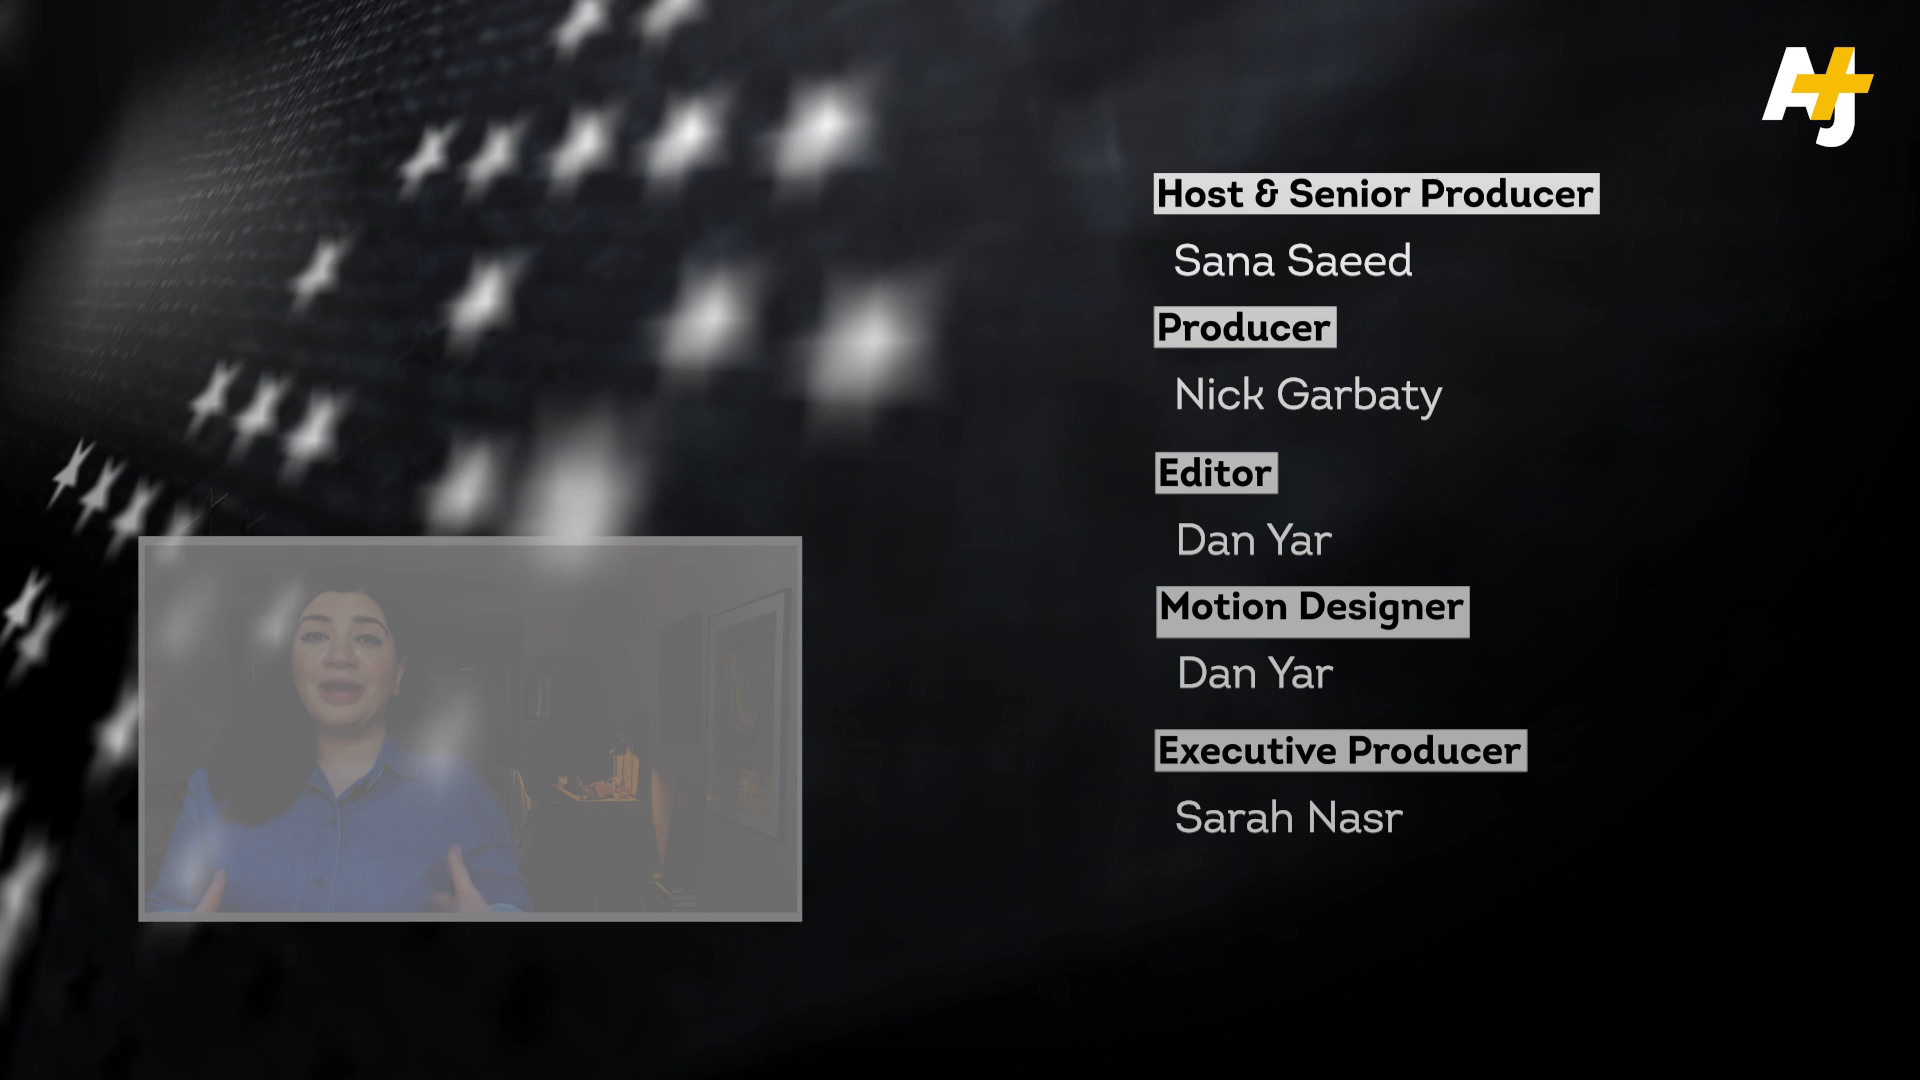 AJ+
Host & Senior Producer
Sana Saeed
Producer
Nick Garbaty
Editor
Dan Yar
Motion Designer
Dan Yar
Executive Producer
Sarah Nasr